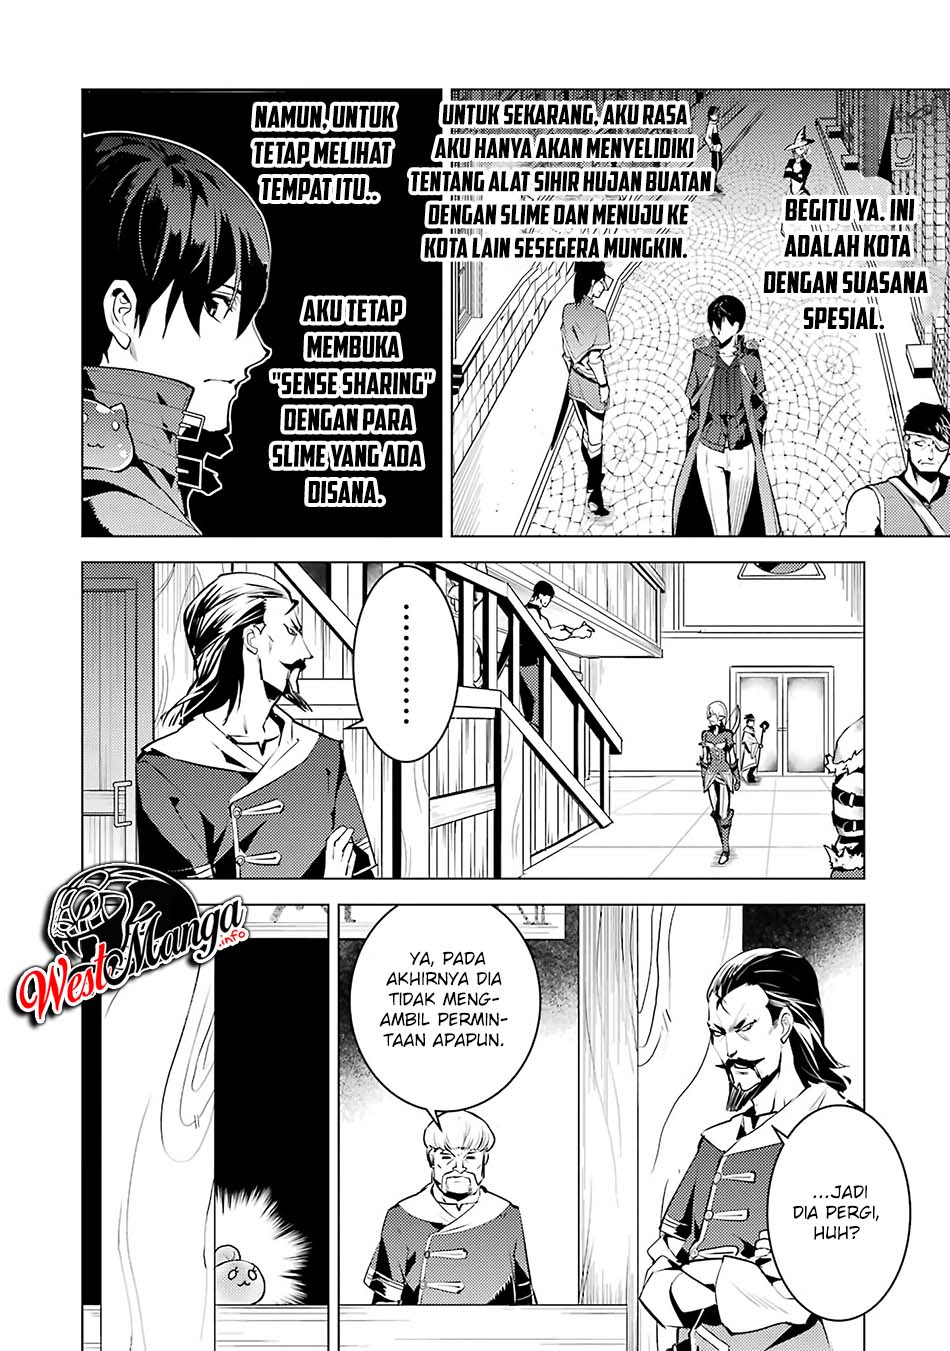 BEGITU YA. INI
ADALAH KOTA
DENGAN SUASANA
SPESIAL.
UNTUK SEKARANG, AKU RASA
AKU HANYA AKAN MENYELIDIKI
TENTANG ALAT SIHIR HUJAN BUATAN
DENGAN SLIME DAN MENUJU KE
KOTA LAIN SESEGERA MUNGKIN.
NAMUN, UNTUK
TETAP MELIHAT
TEMPAT ITU..
AKU TETAP
MEMBUKA
"SENSE SHARING"
DENGAN PARA
SLIME YANG ADA
DISANA.
.........
...JADI
DIA PERGI,
HUH?
YA, PADA
AKHIRNYA DIA
TIDAK MENG-
AMBIL PERMIN-
TAAN APAPUN.
WestManga
.info